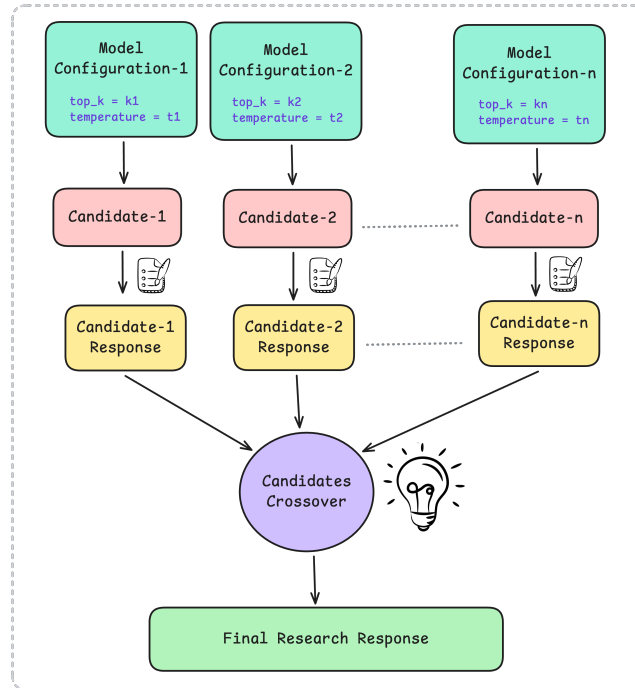 Model
Configuration-1
top_k = k1
temperature = t1
Model
Configuration-2
top_k = k2
temperature = t2
Model
Configuration-n
top_k = kn
temperature = tn
Candidate-1
Candidate-2
Candidate-n
Candidate-1
Response
Candidate-2
Response
Candidate-n
Response
Candidates
Crossover
Final Research Response